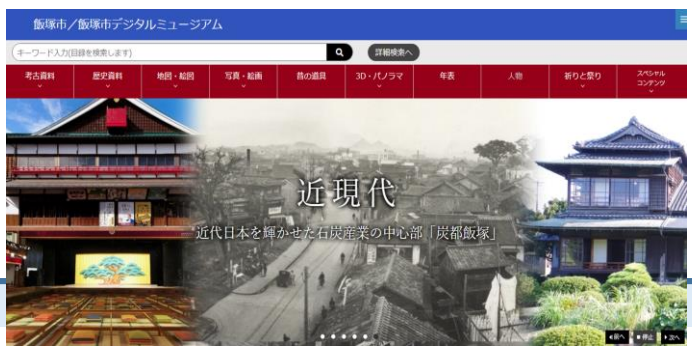 飯塚市／飯塚市デジタルミュージアム
キーワード入力(目録を検索します)
詳細検索へ
考古資料
歴史資料
地図・絵図
写真・絵画
昔の道具
3D・パノラマ
年表
人物
祈りと祭り
スペシャル
コンテンツ
近現代
近代日本を輝かせた石炭産業の中心部「炭都飯塚」
前へ
停止
次へ